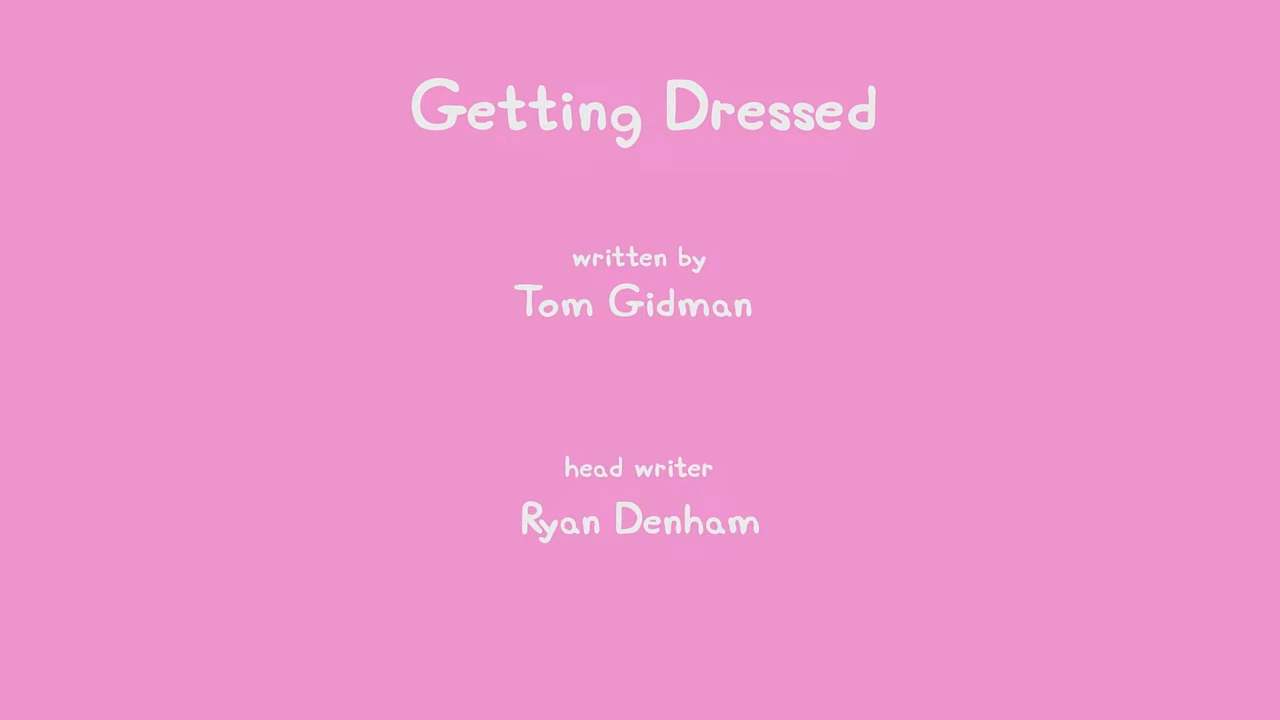 Getting Dressed
written by
Tom Gidman
head writer
Ryan Denham